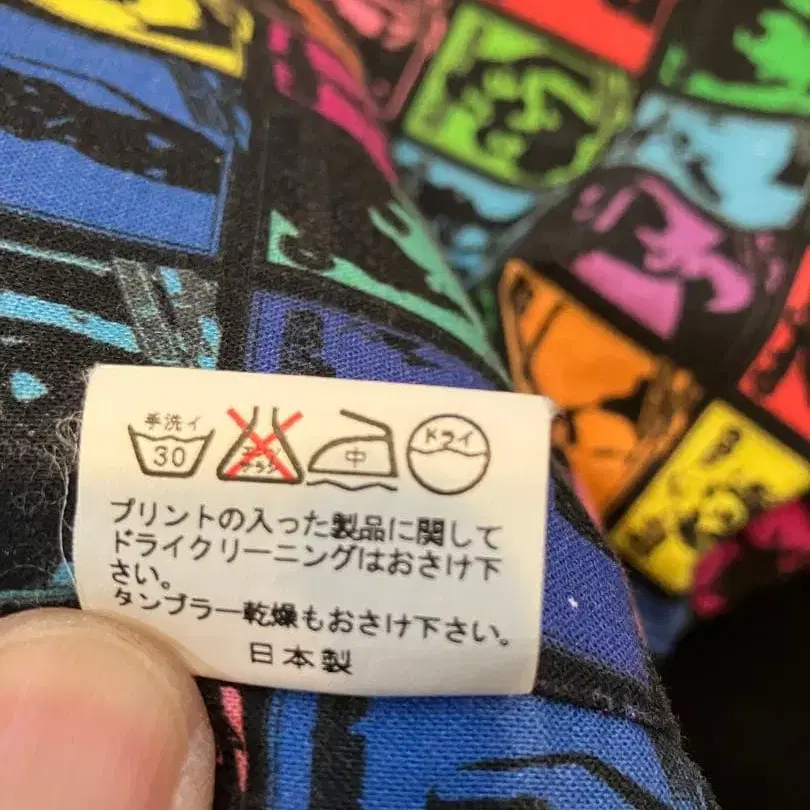 手洗イ
30
エンソ
サラシ
中
ドライ
プリントの入った製品に関して
ドライクリーニングはおさけ下
さい。
タンブラー乾燥もおさけ下さい。
日本製